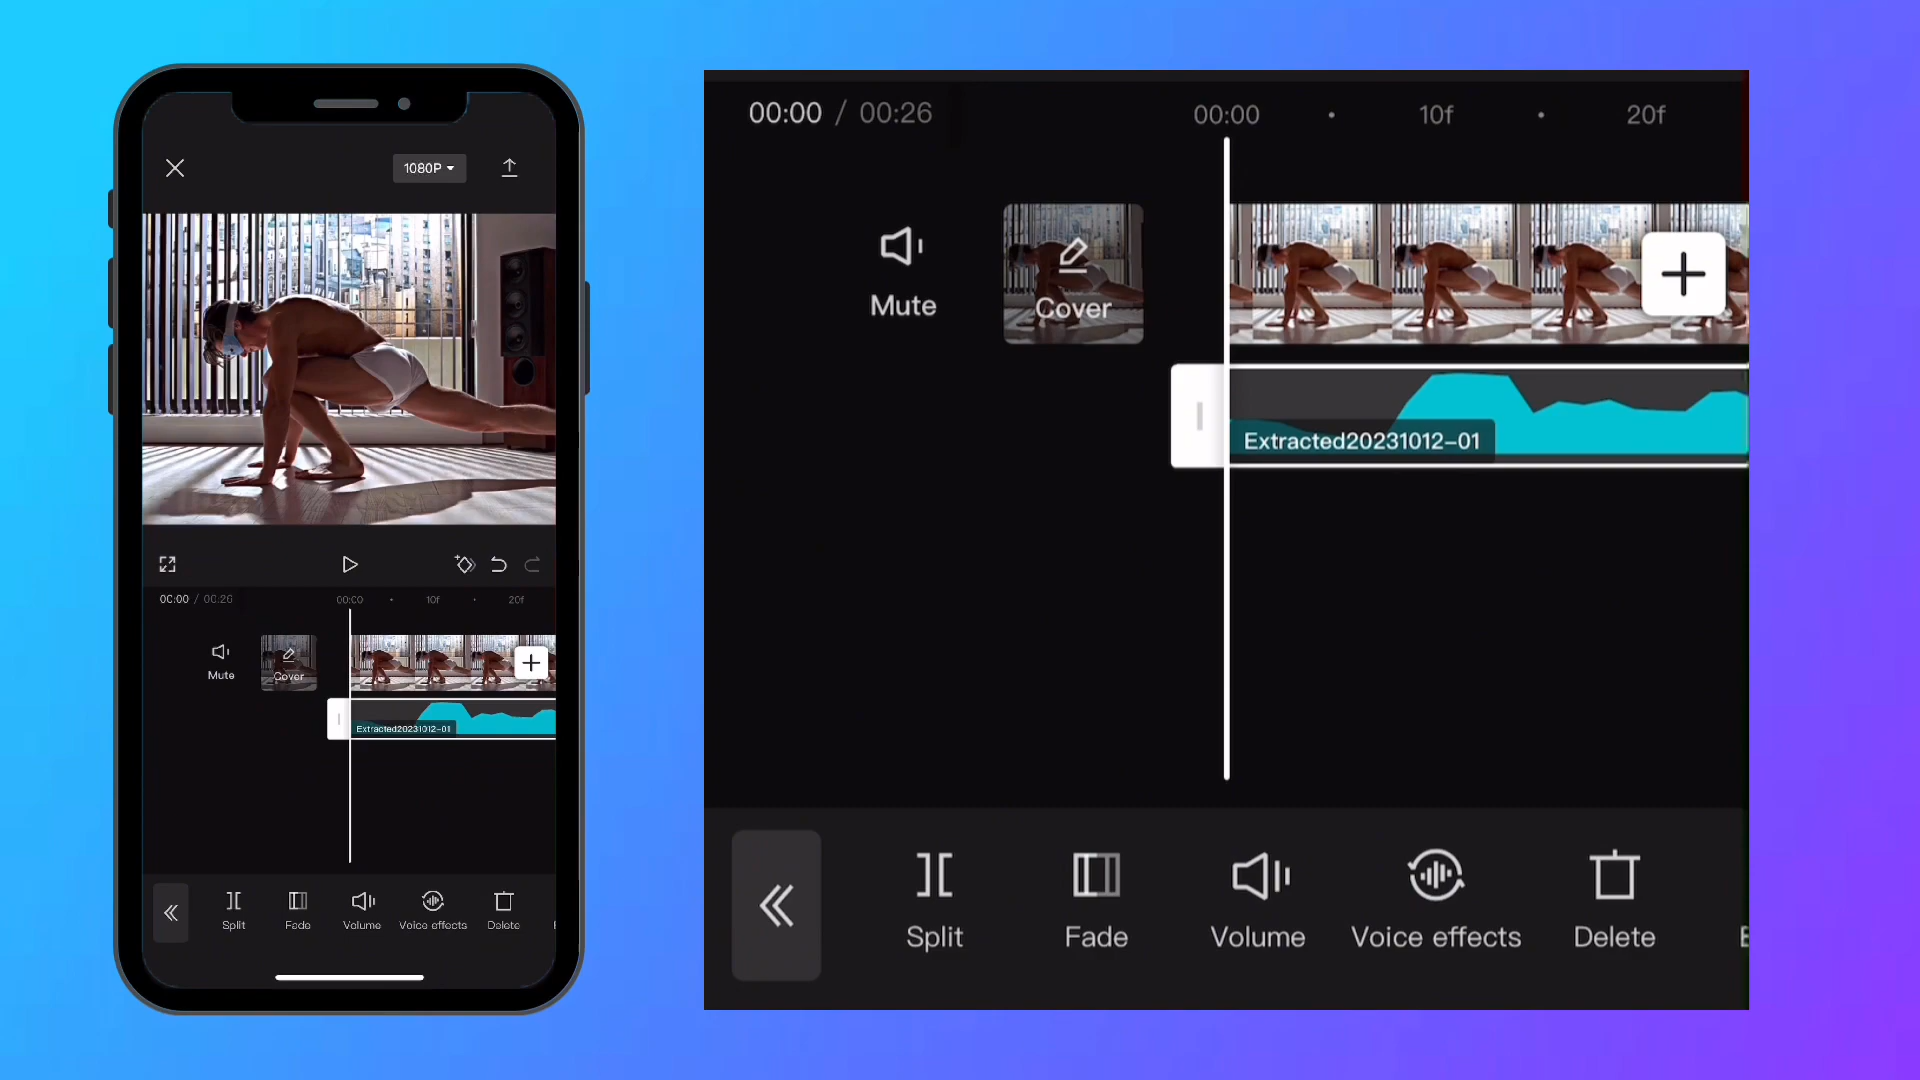 1080P
00:00 / 00:26
00:00 • 10f • 20f
Mute
Cover
Extracted20231012-01
Split Fade Volume Voice effects Delete
00:00 / 00:26
00:00 • 10f • 20f
Mute
Cover
Extracted20231012-01
Split Fade Volume Voice effects Delete